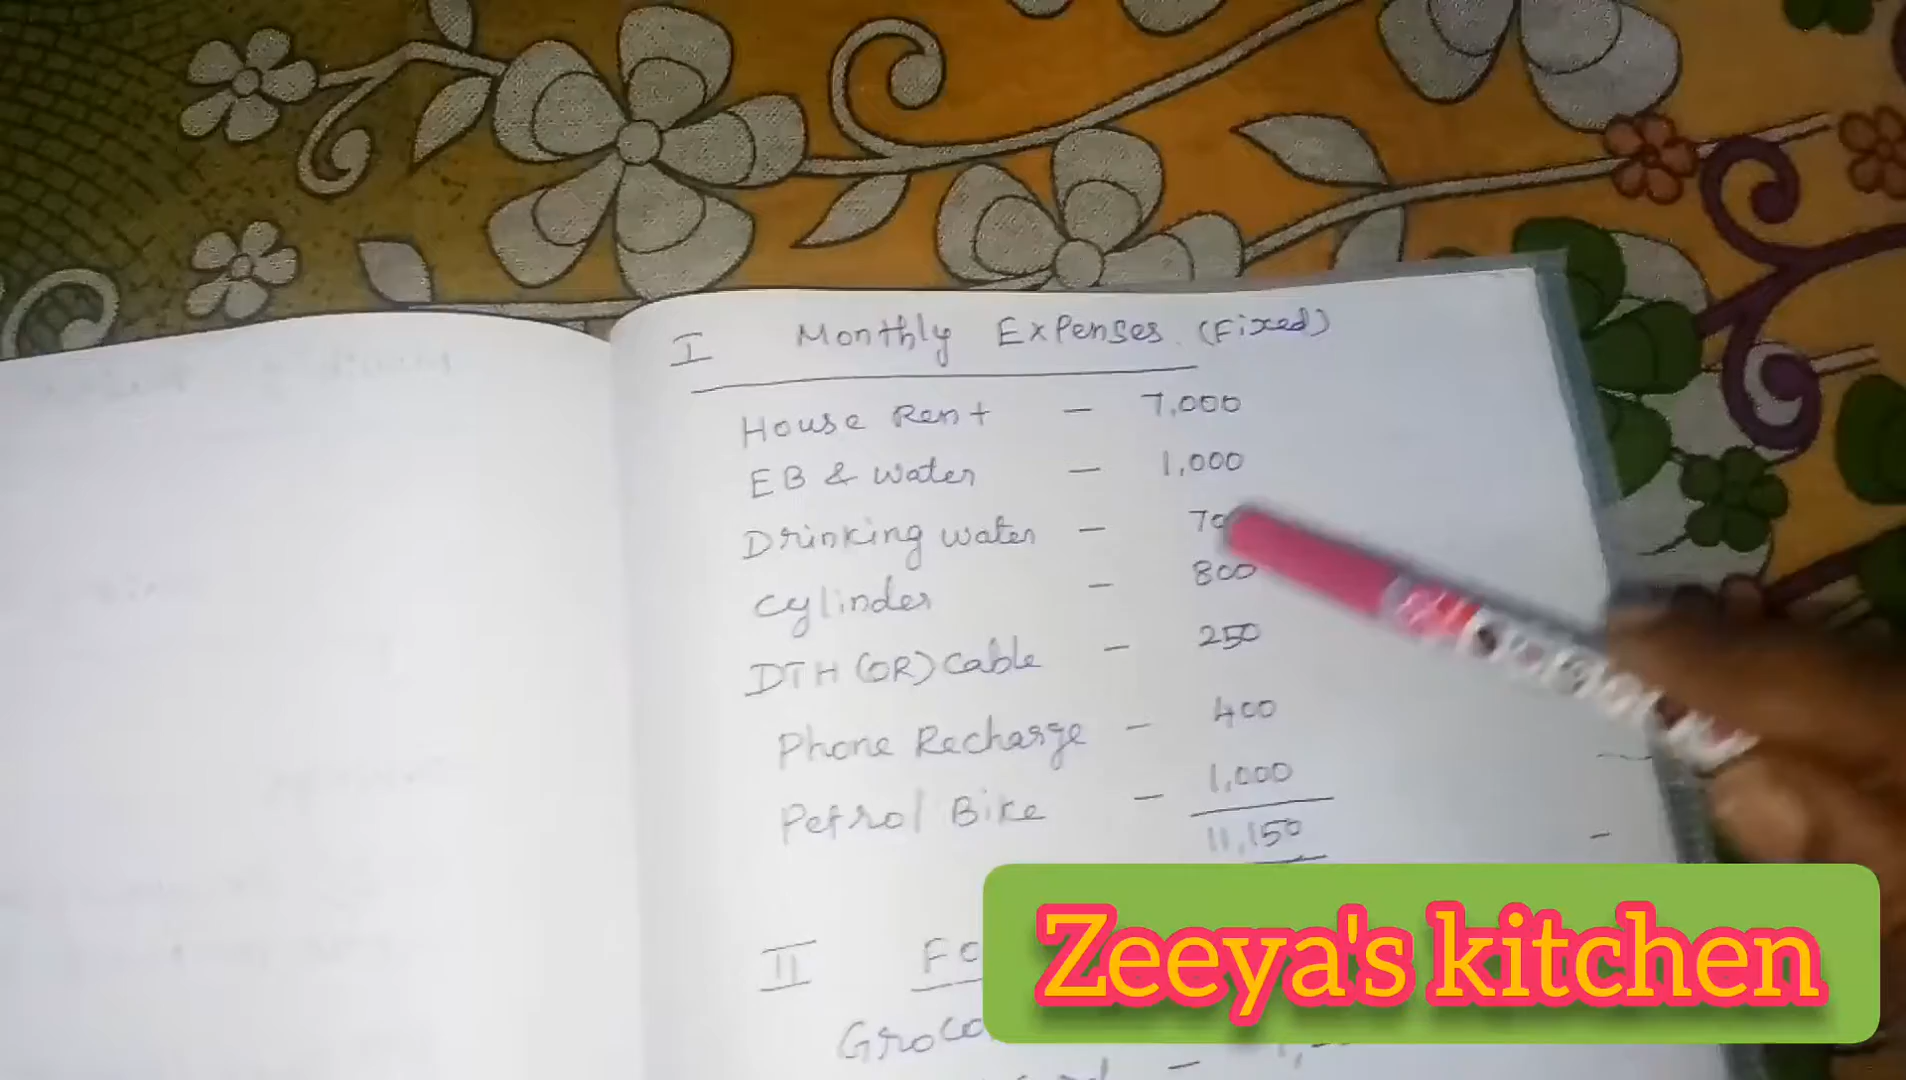 I Monthly Expenses (Fixed)
House Rent - 7,000
EB & water - 1,000
Drinking water -
Cylinder - 800
DTH (OR) Cable - 250
Phone Recharge - 400
Petrol Bike - 1,000
11,150
II
Zeeya's kitchen